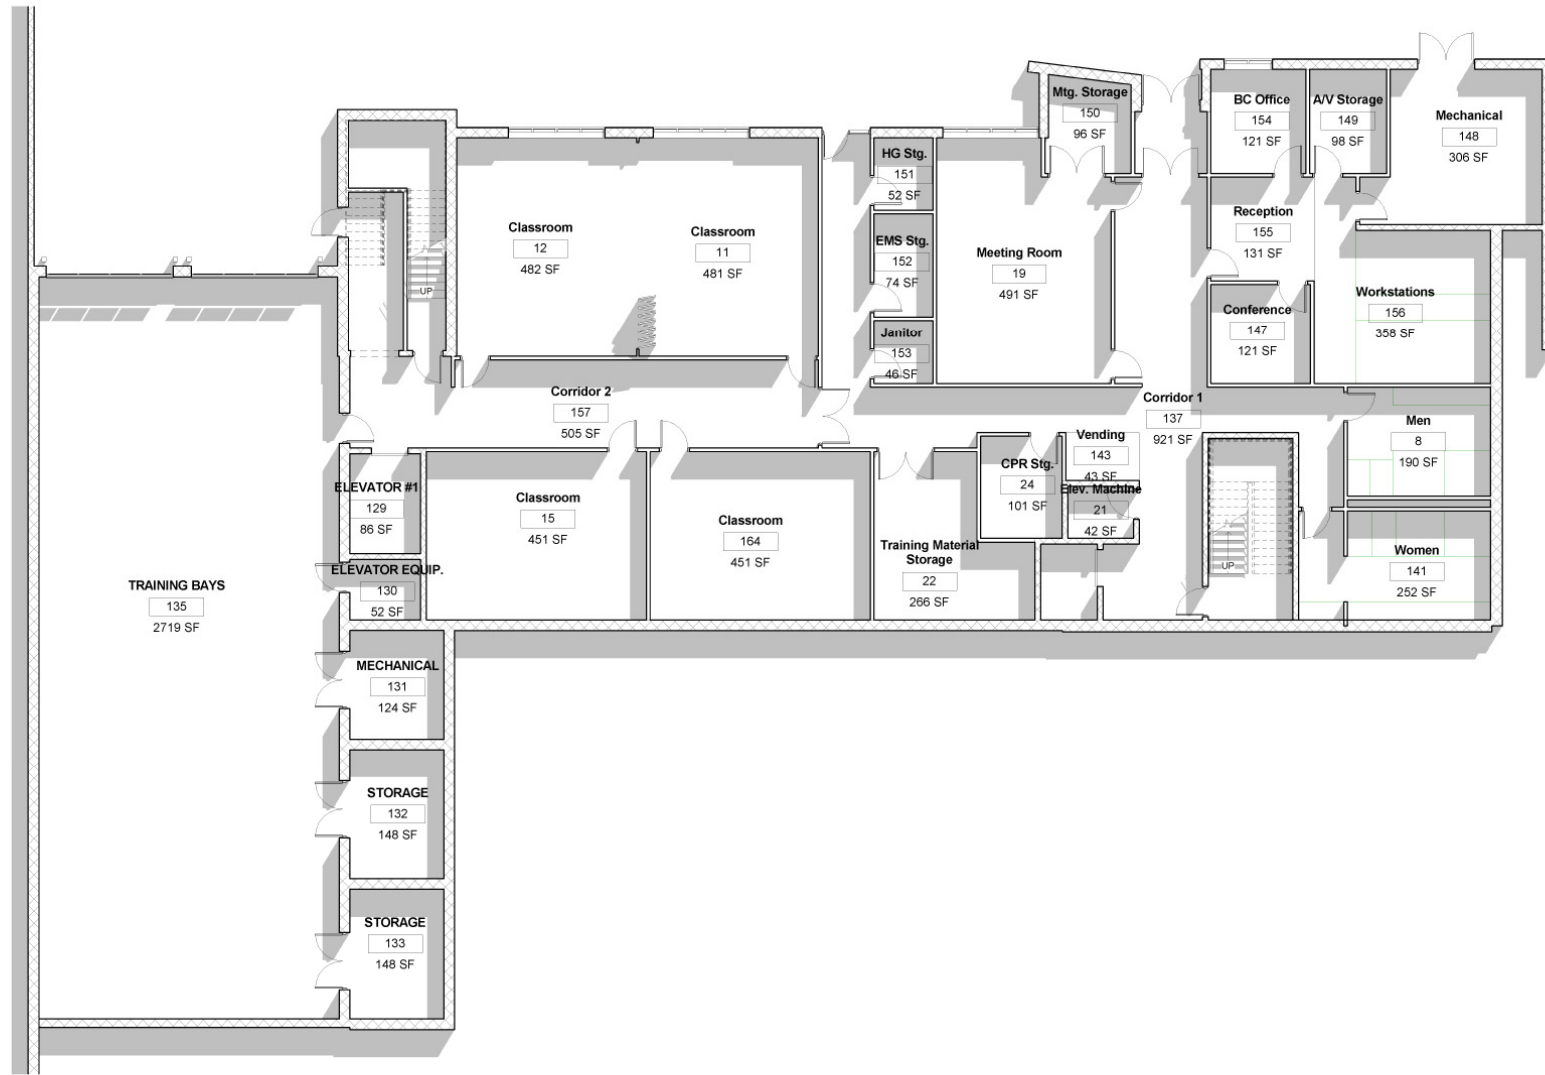 Mtg. Storage
150
96 SF
BC Office
154
121 SF
A/V Storage
149
98 SF
Mechanical
148
306 SF
HG Stg.
151
52 SF
Classroom
12
482 SF
Classroom
11
481 SF
EMS Stg.
152
74 SF
Meeting Room
19
491 SF
Reception
155
131 SF
UP
Conference
147
121 SF
Workstations
156
358 SF
Janitor
153
46 SF
Corridor 2
157
505 SF
Corridor 1
137
921 SF
Men
8
190 SF
Vending
143
43 SF
CPR Stg.
24
101 SF
Elev. Machine
21
42 SF
ELEVATOR #1
129
86 SF
Classroom
15
451 SF
Classroom
164
451 SF
Training Material
Storage
22
266 SF
UP
Women
141
252 SF
ELEVATOR EQUIP.
130
52 SF
TRAINING BAYS
135
2719 SF
MECHANICAL
131
124 SF
STORAGE
132
148 SF
STORAGE
133
148 SF